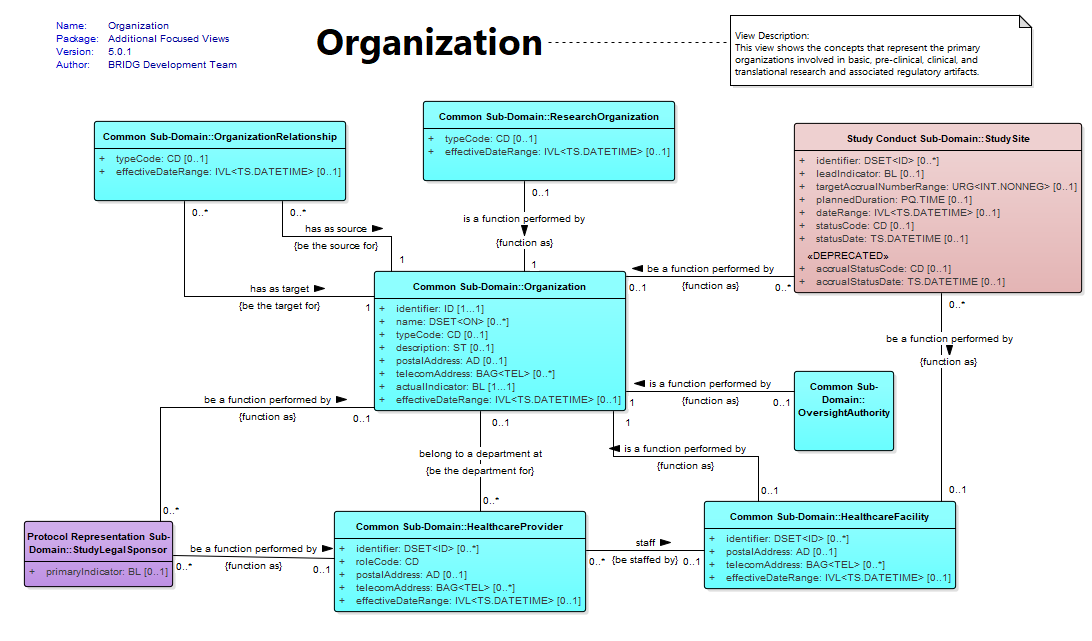 Name: Organization
Package: Additional Focused Views
Version: 5.0.1
Author: BRIDG Development Team
Organization
View Description:
This view shows the concepts that represent the primary
organizations involved in basic, pre-clinical, clinical, and
translational research and associated regulatory artifacts.
Common Sub-Domain::OrganizationRelationship
+ typeCode: CD [0..1]
+ effectiveDateRange: IVL<TS.DATETIME> [0..1]
Common Sub-Domain::ResearchOrganization
+ typeCode: CD [0..1]
+ effectiveDateRange: IVL<TS.DATETIME> [0..1]
Study Conduct Sub-Domain::StudySite
+ identifier: DSET<ID> [0..*]
+ leadIndicator: BL [0..1]
+ targetAccrualNumberRange: URG<INT.NONNEG> [0..1]
+ plannedDuration: PQ.TIME [0..1]
+ dateRange: IVL<TS.DATETIME> [0..1]
+ statusCode: CD [0..1]
+ statusDate: TS.DATETIME [0..1]
«DEPRECATED»
+ accrualStatusCode: CD [0..1]
+ accrualStatusDate: TS.DATETIME [0..1]
0..*
0..*
has as source
{be the source for}
1
0..1
is a function performed by
{function as}
1
has as target
{be the target for}
1
be a function performed by
0..1
{function as}
0..*
0..*
be a function performed by
{function as}
0..1
Common Sub-Domain::Organization
+ identifier: ID [1...1]
+ name: DSET<ON> [0..*]
+ typeCode: CD [0..1]
+ description: ST [0..1]
+ postalAddress: AD [0..1]
+ telecomAddress: BAG<TEL> [0..*]
+ actualIndicator: BL [1...1]
+ effectiveDateRange: IVL<TS.DATETIME> [0..1]
is a function performed by
1
{function as}
0..1
Common Sub-
Domain::
OversightAuthority
be a function performed by
{function as}
0..1
0..*
0..1
belong to a department at
{be the department for}
0..*
1
is a function performed by
{function as}
0..1
Protocol Representation Sub-
Domain::StudyLegalSponsor
+ primaryIndicator: BL [0..1]
be a function performed by
0..*
{function as}
0..1
Common Sub-Domain::HealthcareProvider
+ identifier: DSET<ID> [0..*]
+ roleCode: CD
+ postalAddress: AD [0..1]
+ telecomAddress: BAG<TEL> [0..*]
+ effectiveDateRange: IVL<TS.DATETIME> [0..1]
staff
0..*
{be staffed by}
0..1
Common Sub-Domain::HealthcareFacility
+ identifier: DSET<ID> [0..*]
+ postalAddress: AD [0..1]
+ telecomAddress: BAG<TEL> [0..*]
+ effectiveDateRange: IVL<TS.DATETIME> [0..1]